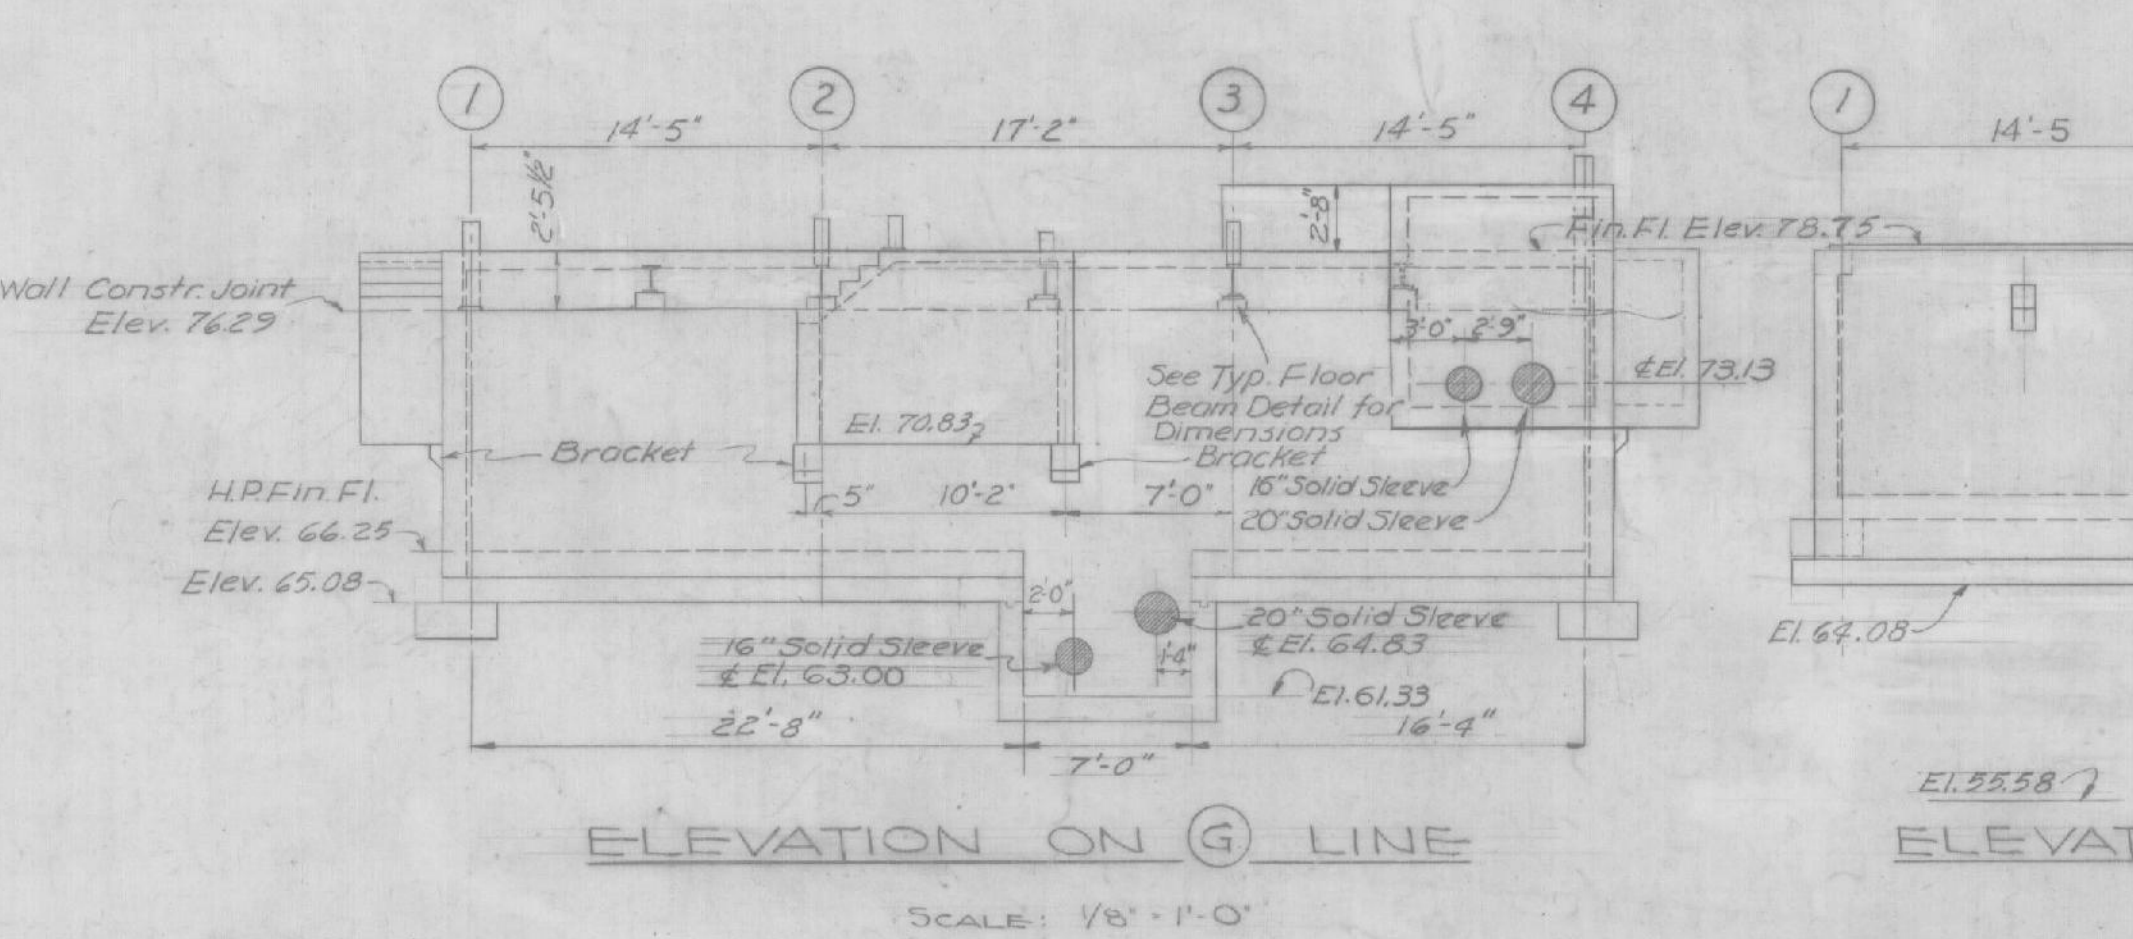 1 2 3 4 1
14'-5" 17'-2" 14'-5" 14'-5
2'-5½"
2'-8"
Fin. Fl. Elev. 78.75
Wall Constr. Joint
Elev. 76.29
3'-0" 2'-9"
¢ El. 73.13
See Typ. Floor
Beam Detail for
Dimensions
El. 70.83
Bracket
Bracket
H.P. Fin. Fl.
Elev. 66.25
5" 10'-2" 7'-0"
16" Solid Sleeve
20" Solid Sleeve
Elev. 65.08
2'-0"
20" Solid Sleeve
¢ El. 64.83
16" Solid Sleeve
¢ El. 63.00
1'-4"
El. 64.08
El. 61.33
22'-8" 7'-0" 16'-4"
El. 55.58
ELEVATION ON G LINE
ELEVAT
SCALE: 1/8" = 1'-0"